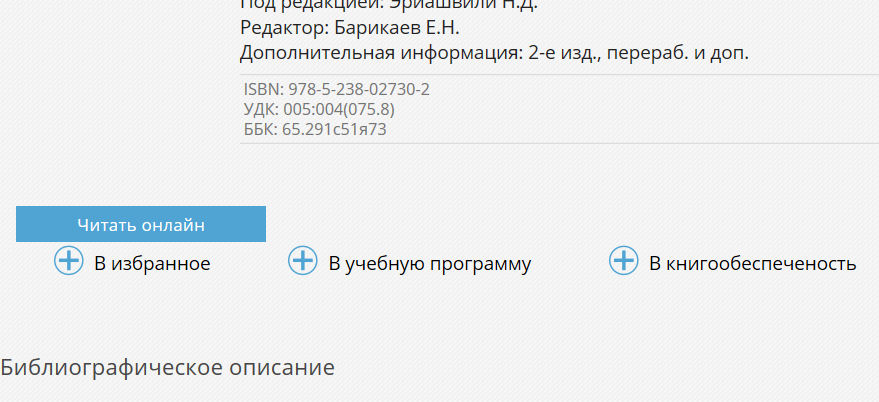 Под редакцией: Эриашвили Н.Д.
Редактор: Барикаев Е.Н.
Дополнительная информация: 2-е изд., перераб. и доп.
ISBN: 978-5-238-02730-2
УДК: 005:004(075.8)
ББК: 65.291с51я73
Читать онлайн
В избранное
В учебную программу
В книгообеспеченость
Библиографическое описание